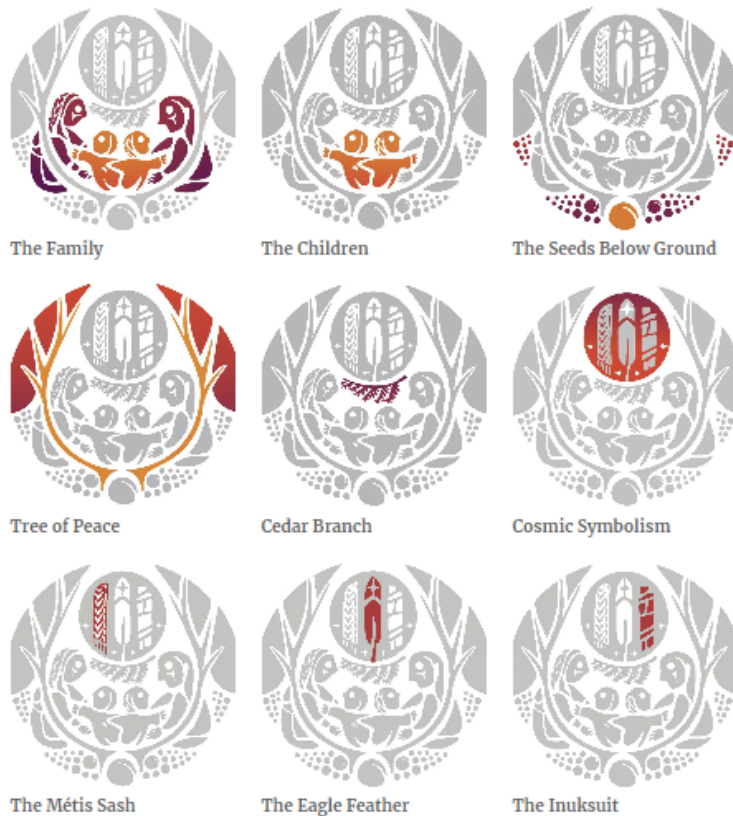 The Family
The Children
The Seeds Below Ground
Tree of Peace
Cedar Branch
Cosmic Symbolism
The Métis Sash
The Eagle Feather
The Inuksuit